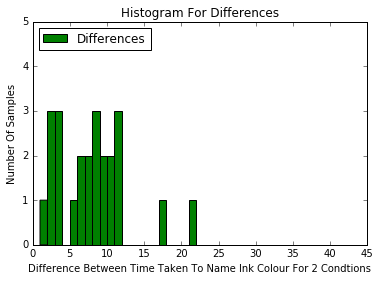 Histogram For Differences
Differences
Number Of Samples
5
4
3
2
1
0
0 5 10 15 20 25 30 35 40 45
Difference Between Time Taken To Name Ink Colour For 2 Condtions